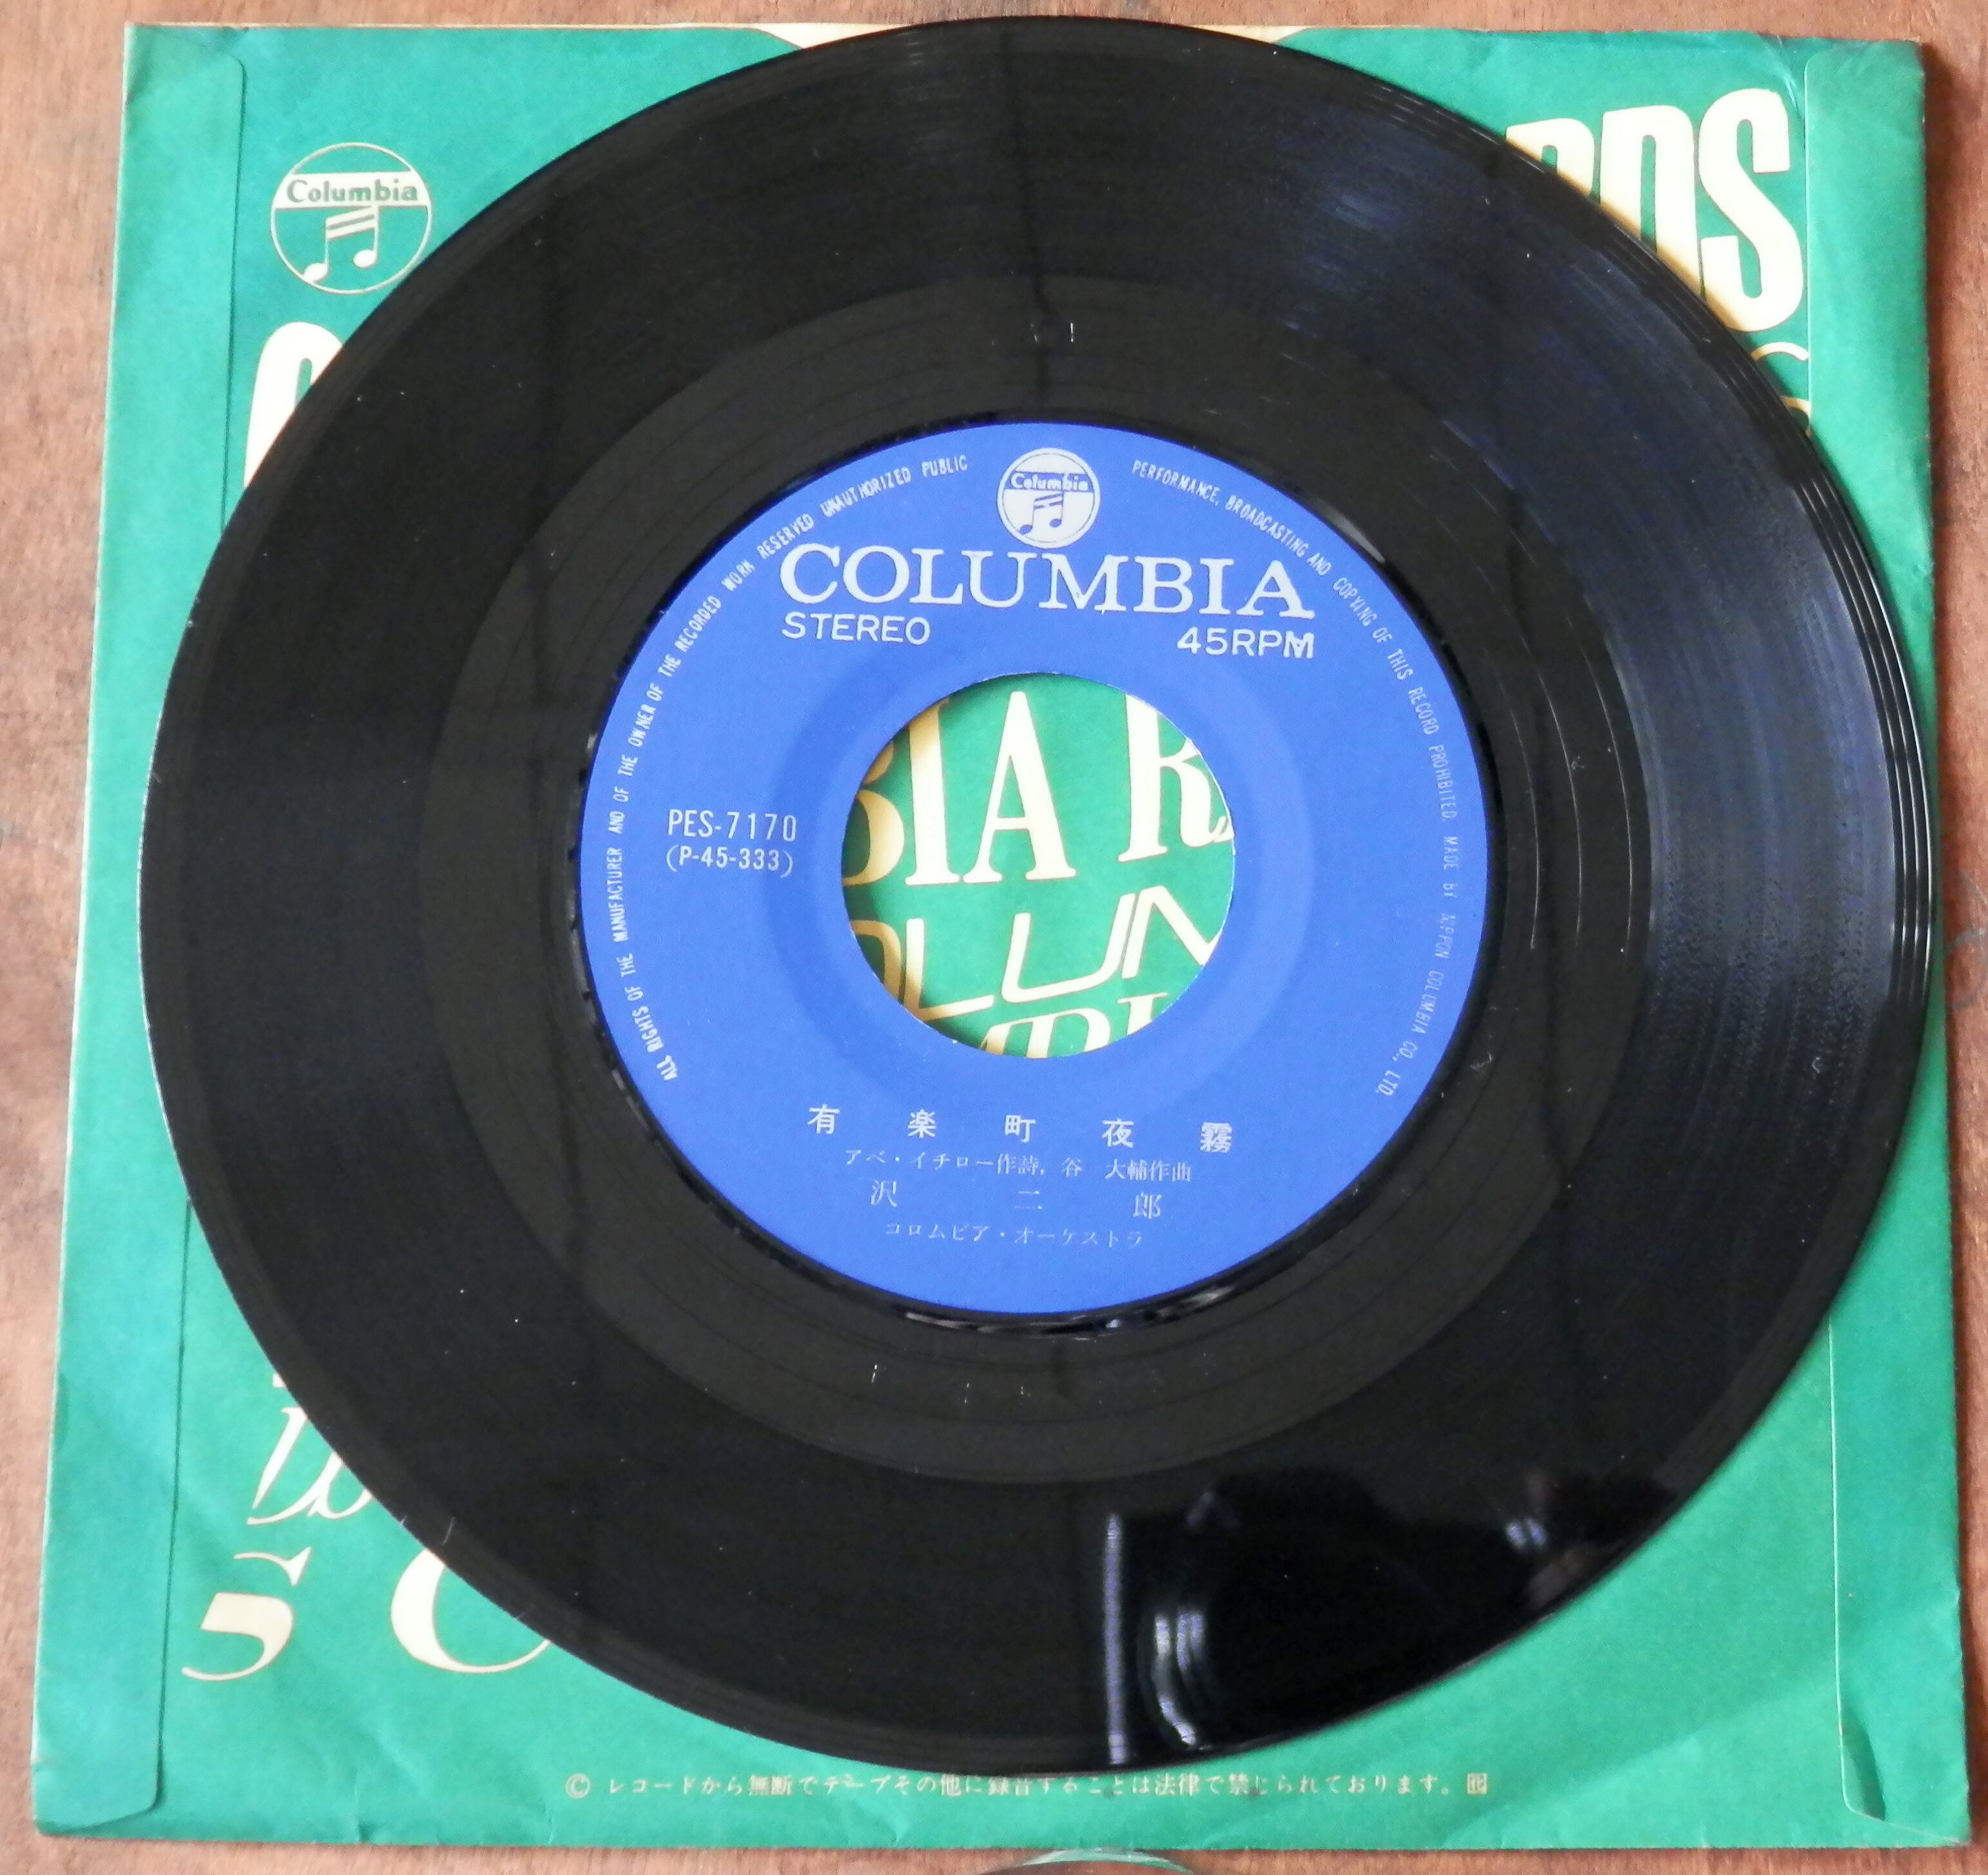 Columbia
RDS
Columbia
ALL RIGHTS OF THE MANUFACTURER AND OF THE OWNER OF THE RECORDED WORK RESERVED UNAUTHORIZED PUBLIC PERFORMANCE, BROADCASTING AND COPYING OF THIS RECORD PROHIBITED. MADE BY NIPPON COLUMBIA CO., LTD.
COLUMBIA
STEREO 45RPM
PES-7170
(P-45-333)
BIA R
OLUM
有楽町夜霧
アベ・イチロー作詩, 谷 大輔作曲
沢 二 郎
コロムビア・オーケストラ
© レコードから無断でテープその他に録音することは法律で禁じられております。